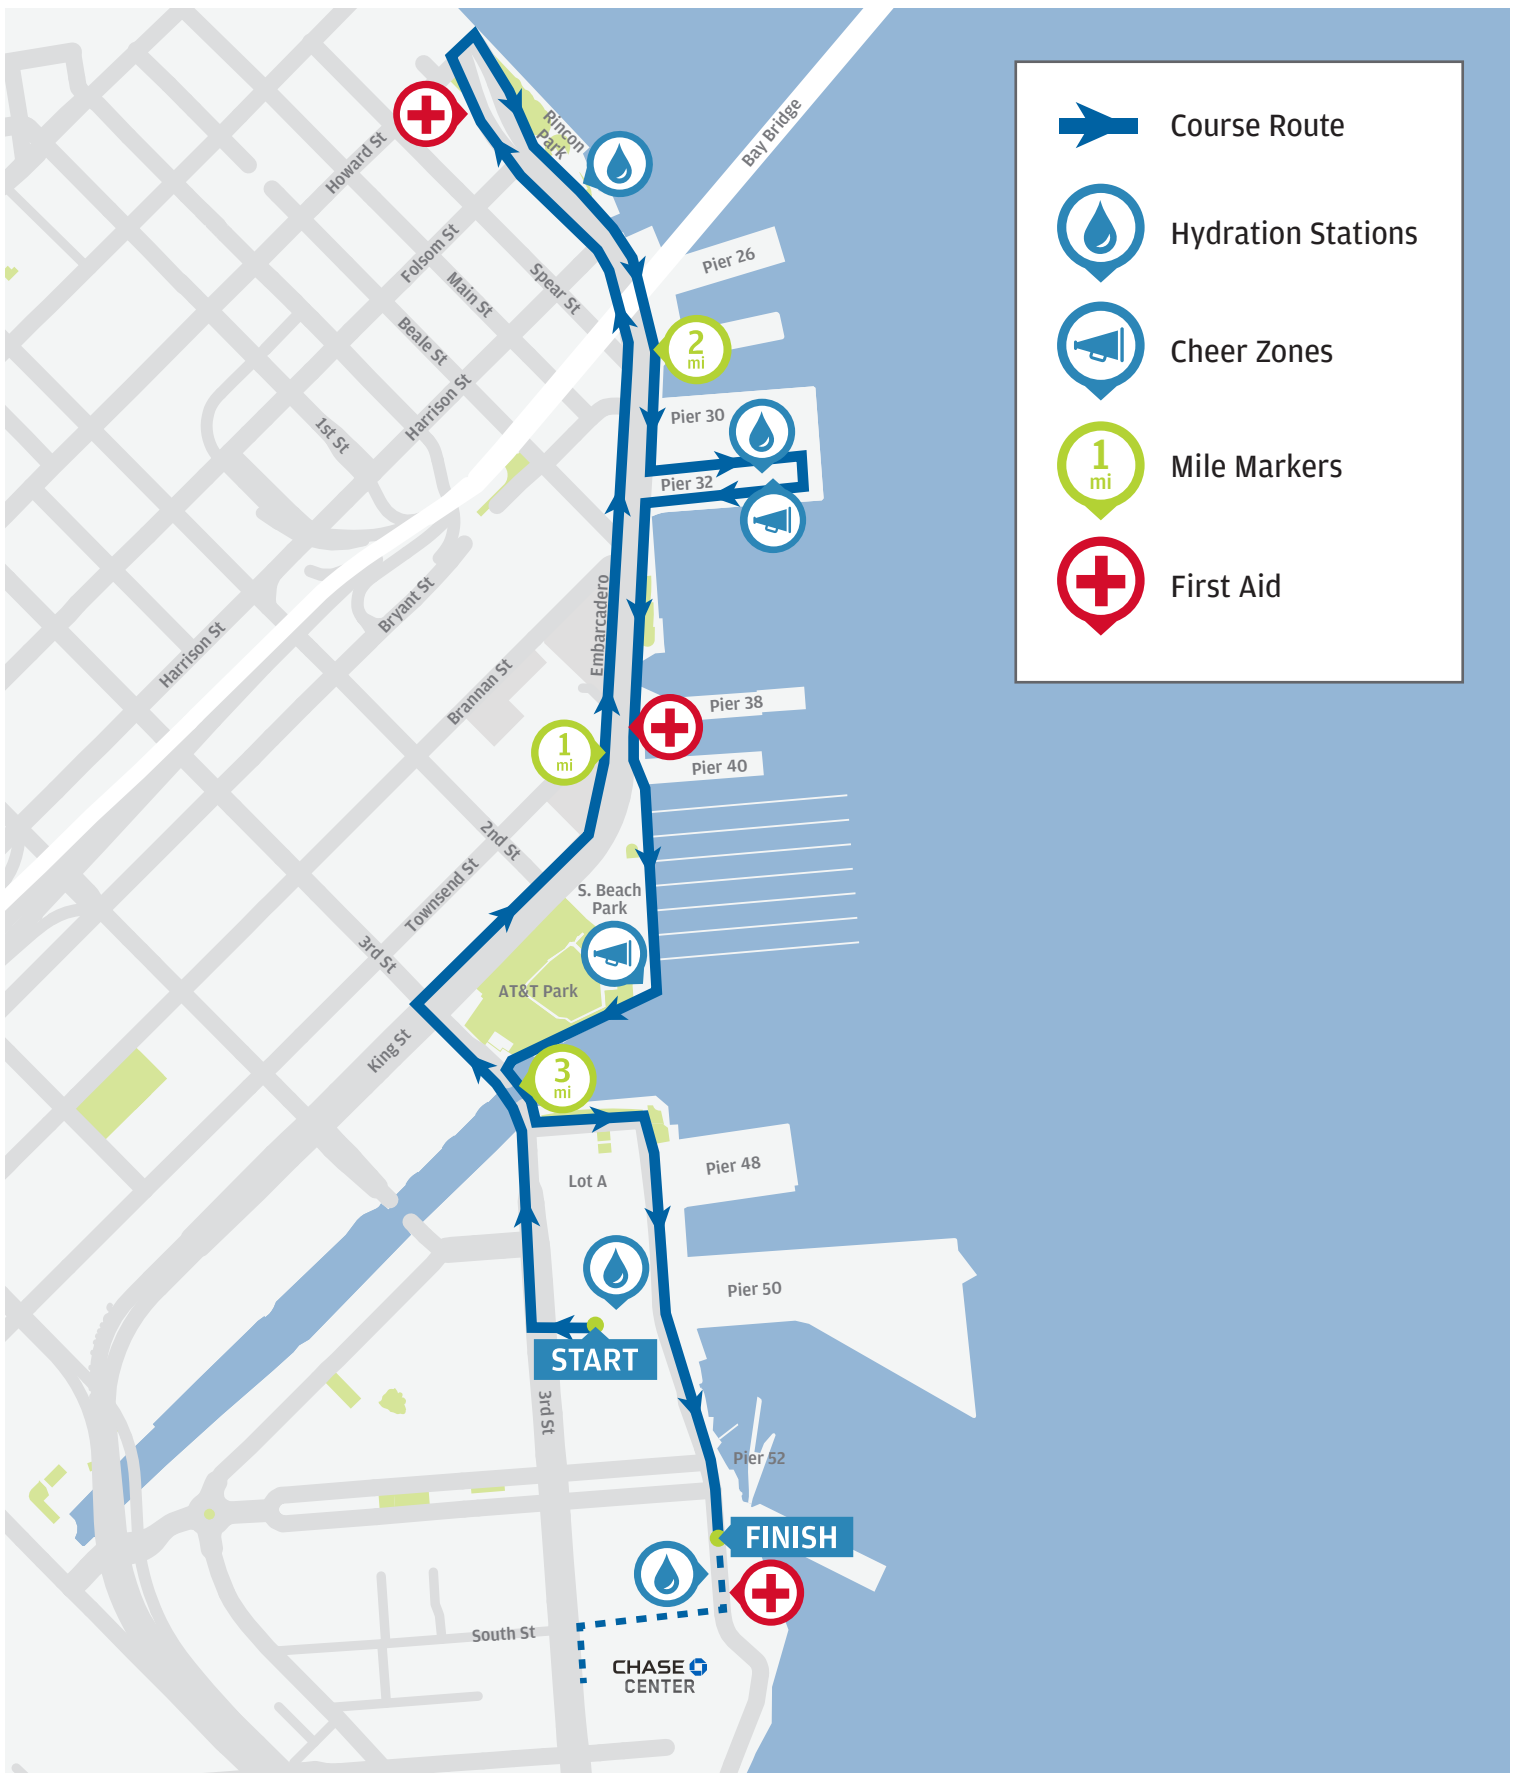 Course Route
Hydration Stations
Cheer Zones
1
mi
Mile Markers
First Aid
Rincon
Park
Bay Bridge
Howard St
Folsom St
Main St
Spear St
Beale St
Harrison St
1st St
Pier 26
2
mi
Pier 30
Pier 32
Embarcadero
Bryant St
Harrison St
Brannan St
Pier 38
1
mi
Pier 40
2nd St
Townsend St
3rd St
S. Beach
Park
AT&T Park
King St
3
mi
Lot A
Pier 48
Pier 50
START
3rd St
Pier 52
FINISH
South St
CHASE
CENTER